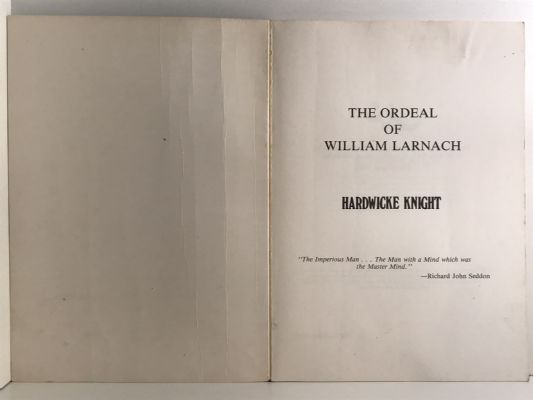 THE ORDEAL
OF
WILLIAM LARNACH
HARDWICKE KNIGHT
"The Imperious Man . . . The Man with a Mind which was
the Master Mind."
—Richard John Seddon